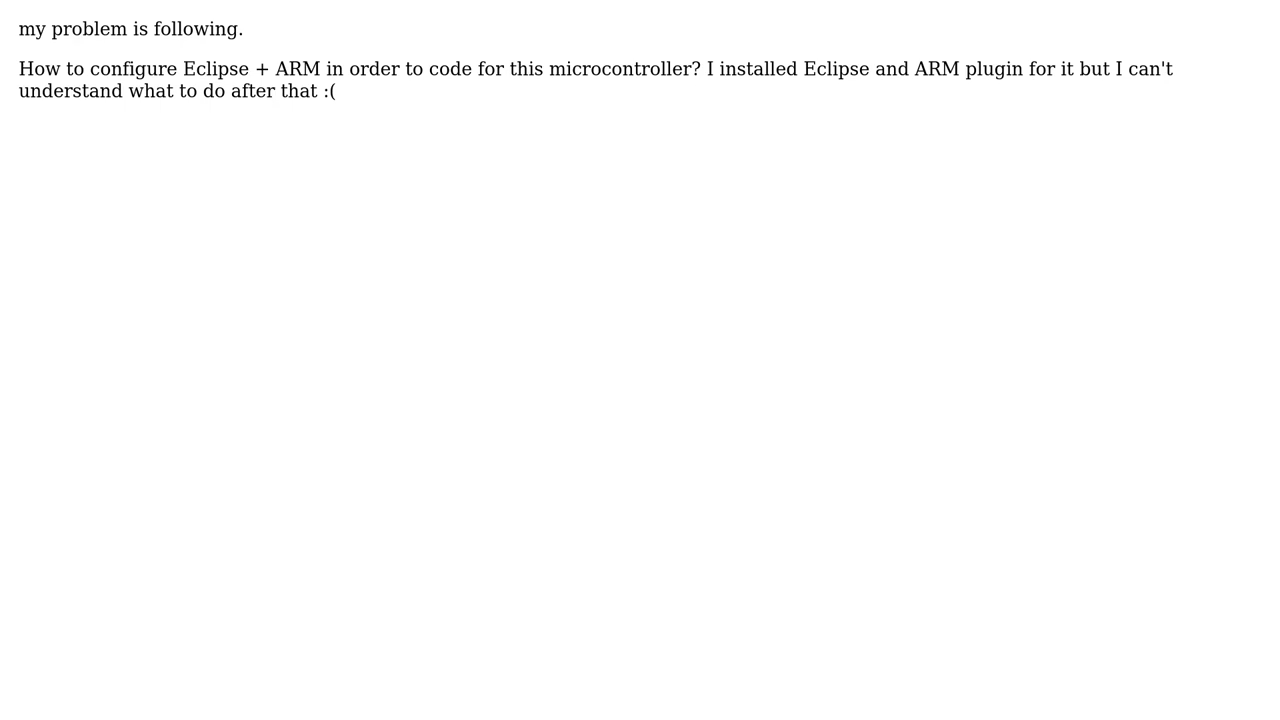 my problem is following.
How to configure Eclipse + ARM in order to code for this microcontroller? I installed Eclipse and ARM plugin for it but I can't
understand what to do after that :(